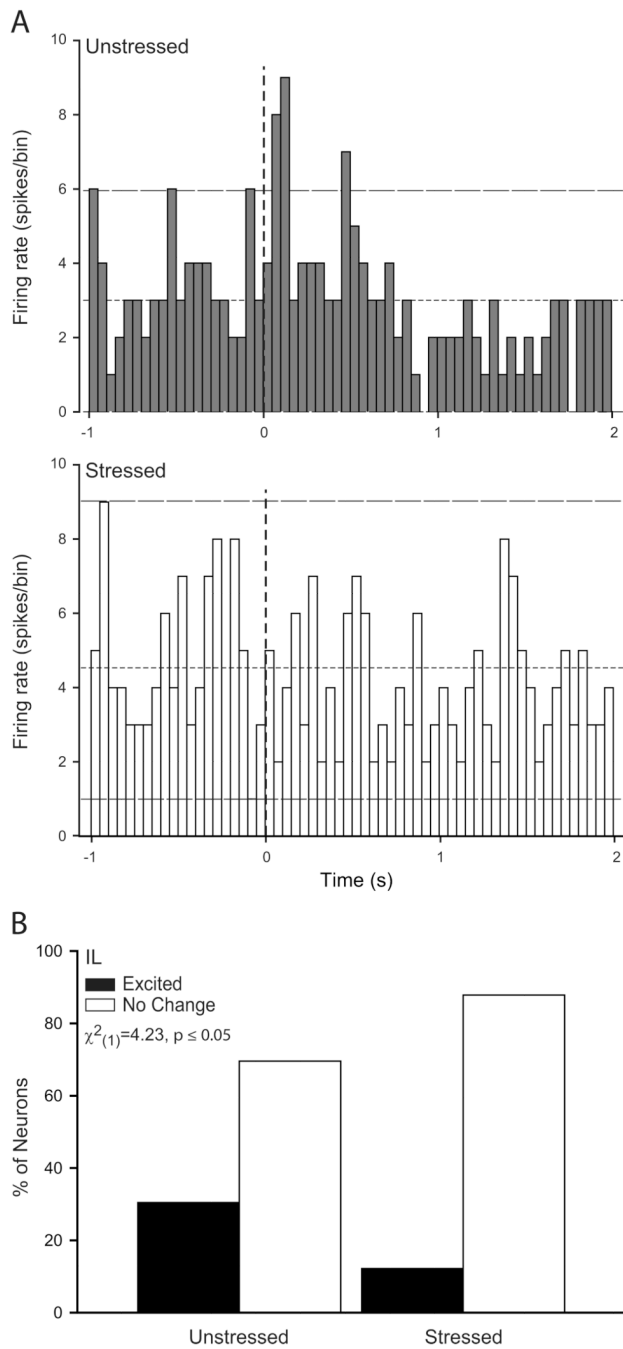 A
Unstressed
10
8
6
4
2
0
Firing rate (spikes/bin)
-1
0
1
2
Stressed
10
8
6
4
2
0
Firing rate (spikes/bin)
-1
0
1
2
Time (s)
B
IL
Excited
No Change
χ²(1)=4.23, p ≤ 0.05
100
80
60
40
20
0
% of Neurons
Unstressed
Stressed